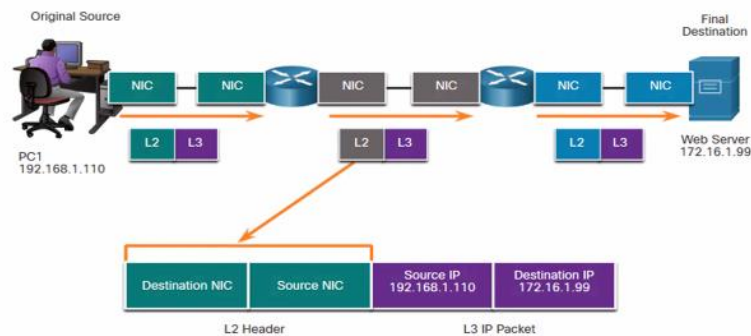 Original Source
Final
Destination
NIC
NIC
NIC
NIC
NIC
NIC
L2
L3
L2
L3
L2
L3
PC1
192.168.1.110
Web Server
172.16.1.99
Destination NIC
Source NIC
Source IP
192.168.1.110
Destination IP
172.16.1.99
L2 Header
L3 IP Packet